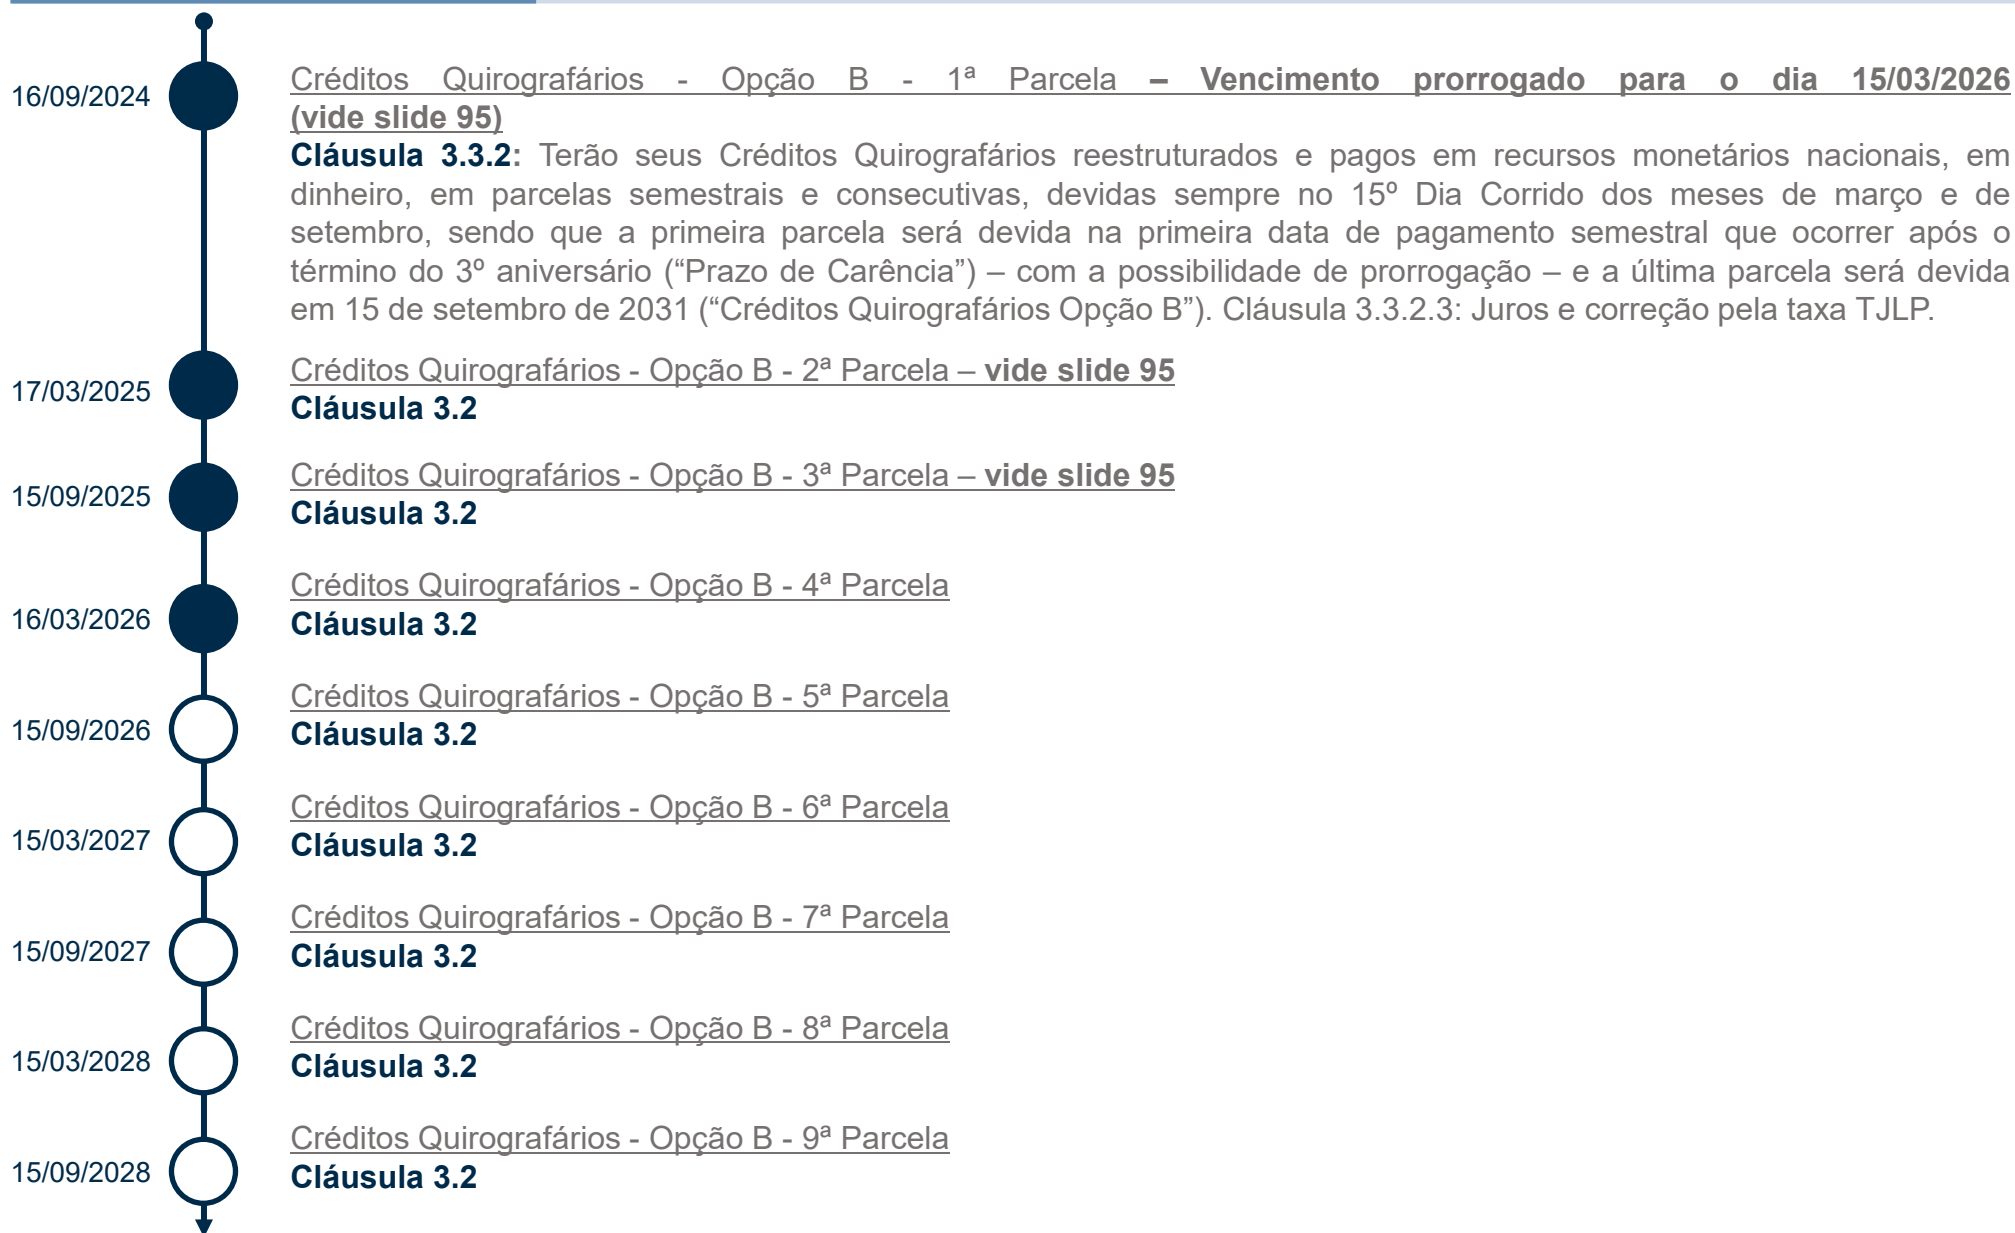 16/09/2024
Créditos Quirografários - Opção B - 1ª Parcela – Vencimento prorrogado para o dia 15/03/2026
(vide slide 95)
Cláusula 3.3.2: Terão seus Créditos Quirografários reestruturados e pagos em recursos monetários nacionais, em
dinheiro, em parcelas semestrais e consecutivas, devidas sempre no 15º Dia Corrido dos meses de março e de
setembro, sendo que a primeira parcela será devida na primeira data de pagamento semestral que ocorrer após o
término do 3º aniversário (“Prazo de Carência”) – com a possibilidade de prorrogação – e a última parcela será devida
em 15 de setembro de 2031 (“Créditos Quirografários Opção B”). Cláusula 3.3.2.3: Juros e correção pela taxa TJLP.
17/03/2025
Créditos Quirografários - Opção B - 2ª Parcela – vide slide 95
Cláusula 3.2
15/09/2025
Créditos Quirografários - Opção B - 3ª Parcela – vide slide 95
Cláusula 3.2
16/03/2026
Créditos Quirografários - Opção B - 4ª Parcela
Cláusula 3.2
15/09/2026
Créditos Quirografários - Opção B - 5ª Parcela
Cláusula 3.2
15/03/2027
Créditos Quirografários - Opção B - 6ª Parcela
Cláusula 3.2
15/09/2027
Créditos Quirografários - Opção B - 7ª Parcela
Cláusula 3.2
15/03/2028
Créditos Quirografários - Opção B - 8ª Parcela
Cláusula 3.2
15/09/2028
Créditos Quirografários - Opção B - 9ª Parcela
Cláusula 3.2